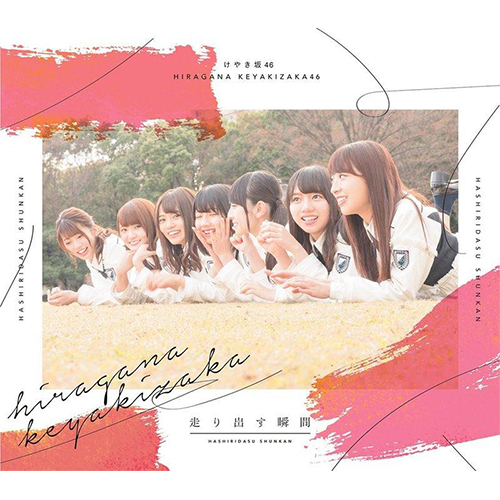 けやき坂46
HIRAGANA KEYAKIZAKA46
HASHIRIDASU SHUNKAN
HASHIRIDASU SHUNKAN
hiragana
keyakizaka
走り出す瞬間
HASHIRIDASU SHUNKAN